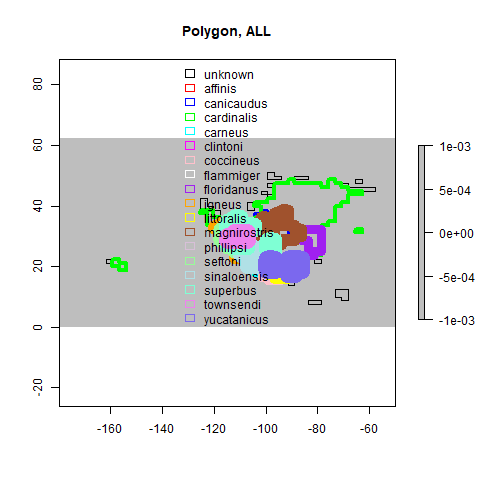 Polygon, ALL
unknown
affinis
canicaudus
cardinalis
carneus
clintoni
coccineus
flammiger
floridanus
igneus
littoralis
magnirostris
phillipsi
seftoni
sinaloensis
superbus
townsendi
yucatanicus
80
60
40
20
0
-20
-160
-140
-120
-100
-80
-60
1e-03
5e-04
0e+00
-5e-04
-1e-03